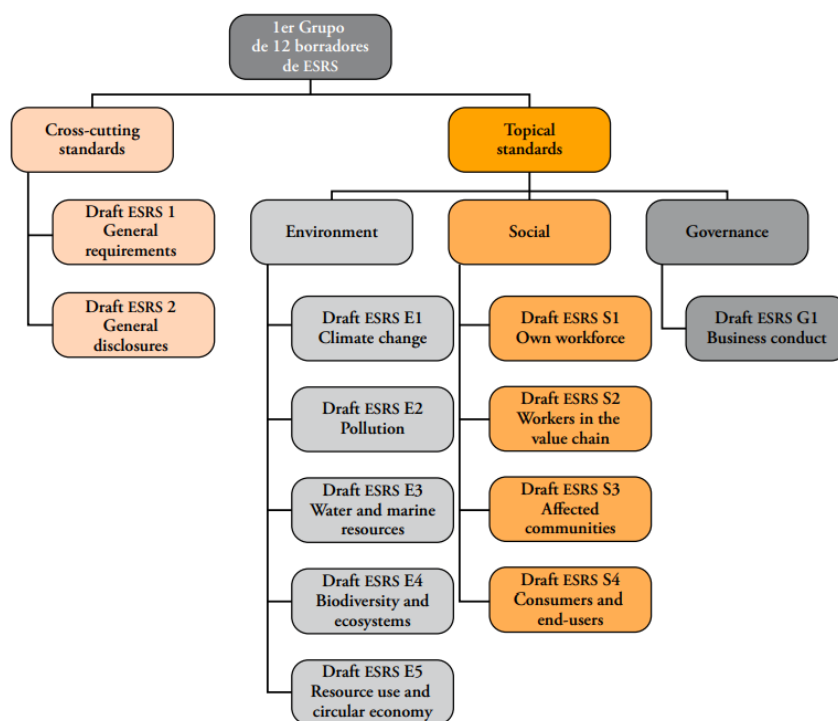 1er Grupo
de 12 borradores
de ESRS
Cross-cutting
standards
Topical
standards
Draft ESRS 1
General
requirements
Draft ESRS 2
General
disclosures
Environment
Social
Governance
Draft ESRS E1
Climate change
Draft ESRS E2
Pollution
Draft ESRS E3
Water and marine
resources
Draft ESRS E4
Biodiversity and
ecosystems
Draft ESRS E5
Resource use and
circular economy
Draft ESRS S1
Own workforce
Draft ESRS S2
Workers in the
value chain
Draft ESRS S3
Affected
communities
Draft ESRS S4
Consumers and
end-users
Draft ESRS G1
Business conduct